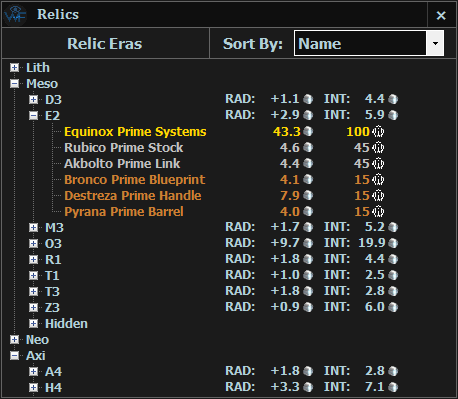 Relics
Relic Eras Sort By: Name
Lith
Meso
D3 RAD: +1.1 INT: 4.4
E2 RAD: +2.9 INT: 5.9
Equinox Prime Systems 43.3 100
Rubico Prime Stock 4.6 45
Akbolto Prime Link 4.4 45
Bronco Prime Blueprint 4.1 15
Destreza Prime Handle 7.9 15
Pyrana Prime Barrel 4.0 15
M3 RAD: +1.7 INT: 5.2
O3 RAD: +9.7 INT: 19.9
R1 RAD: +1.8 INT: 4.4
T1 RAD: +1.0 INT: 2.5
T3 RAD: +1.8 INT: 2.8
Z3 RAD: +0.9 INT: 6.0
Hidden
Neo
Axi
A4 RAD: +1.8 INT: 2.8
H4 RAD: +3.3 INT: 7.1